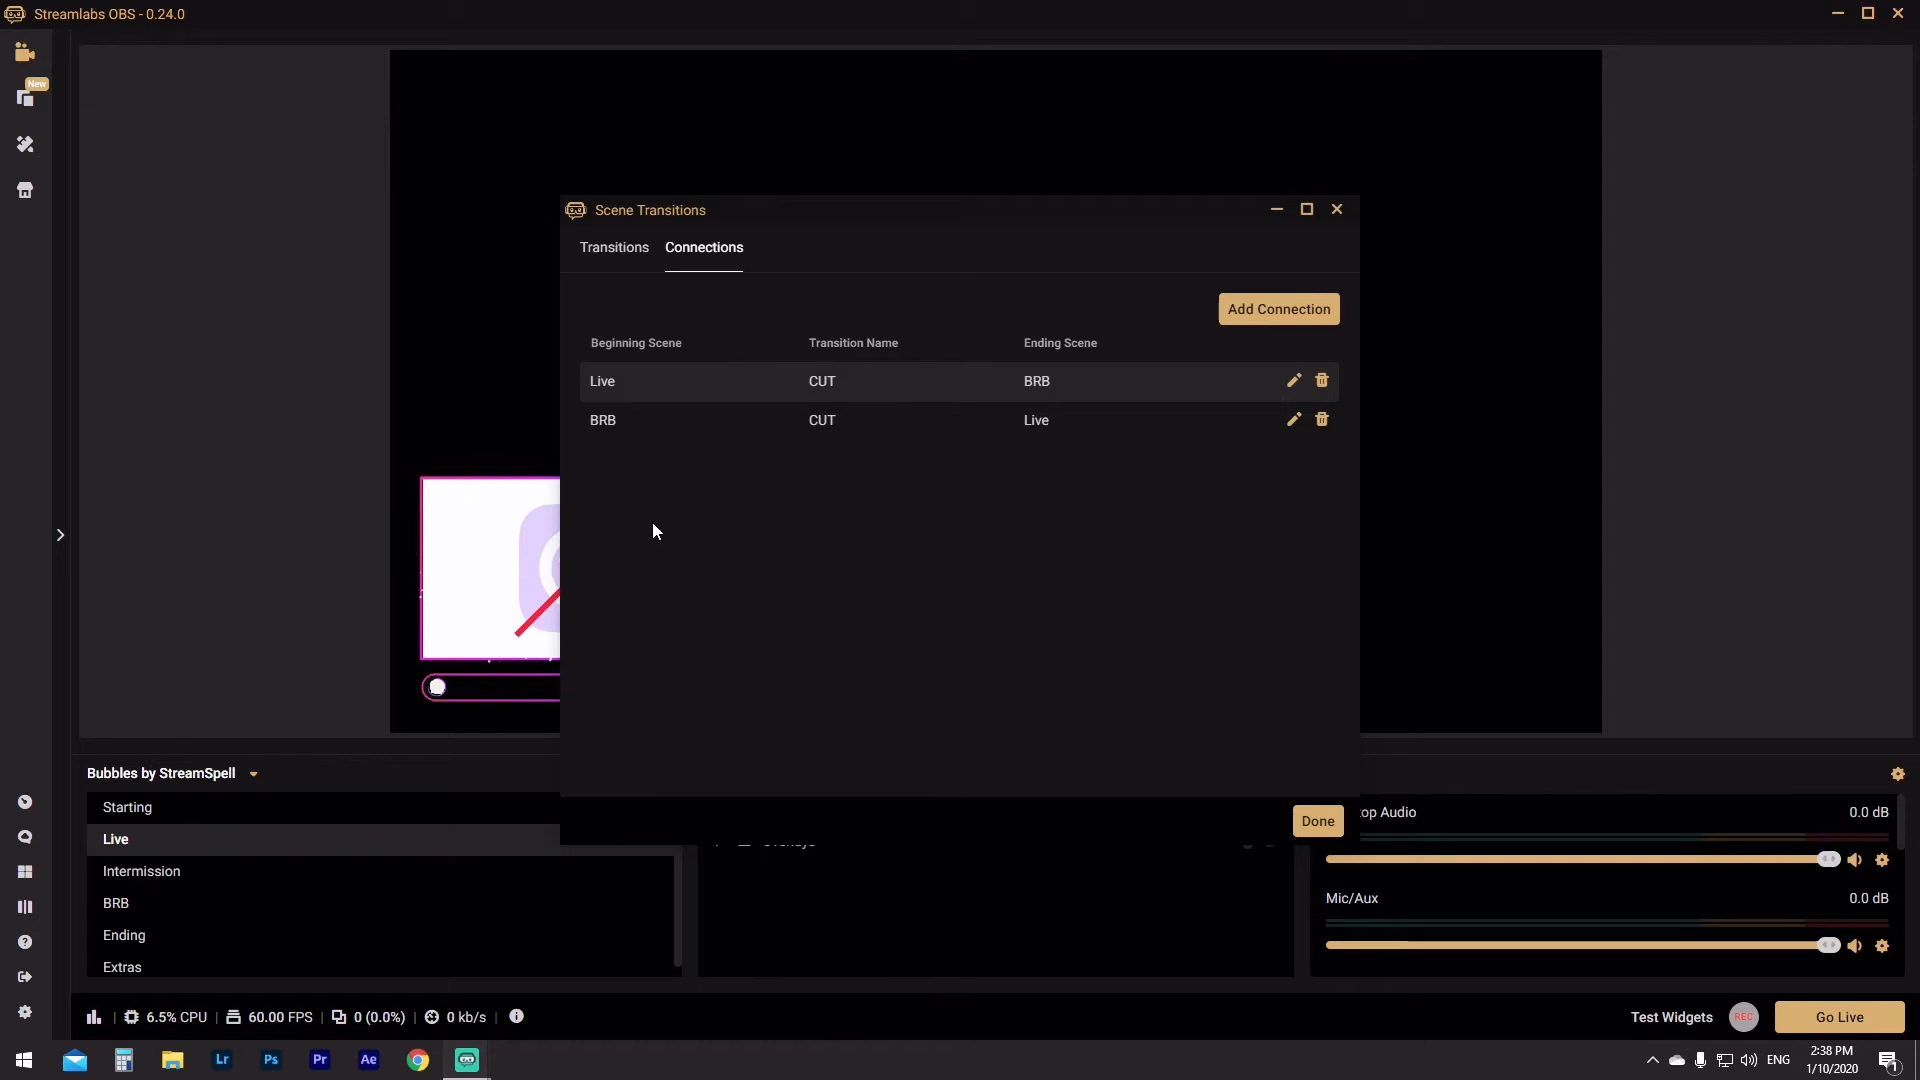 Streamlabs OBS - 0.24.0
New
Scene Transitions
Transitions
Connections
Add Connection
Beginning Scene
Transition Name
Ending Scene
Live
CUT
BRB
BRB
CUT
Live
Done
Bubbles by StreamSpell
Starting
Live
Intermission
BRB
Ending
Extras
op Audio
0.0 dB
Mic/Aux
0.0 dB
6.5% CPU
60.00 FPS
0 (0.0%)
0 kb/s
Test Widgets
REC
Go Live
Lr
Ps
Pr
Ae
ENG
2:38 PM
1/10/2020
1